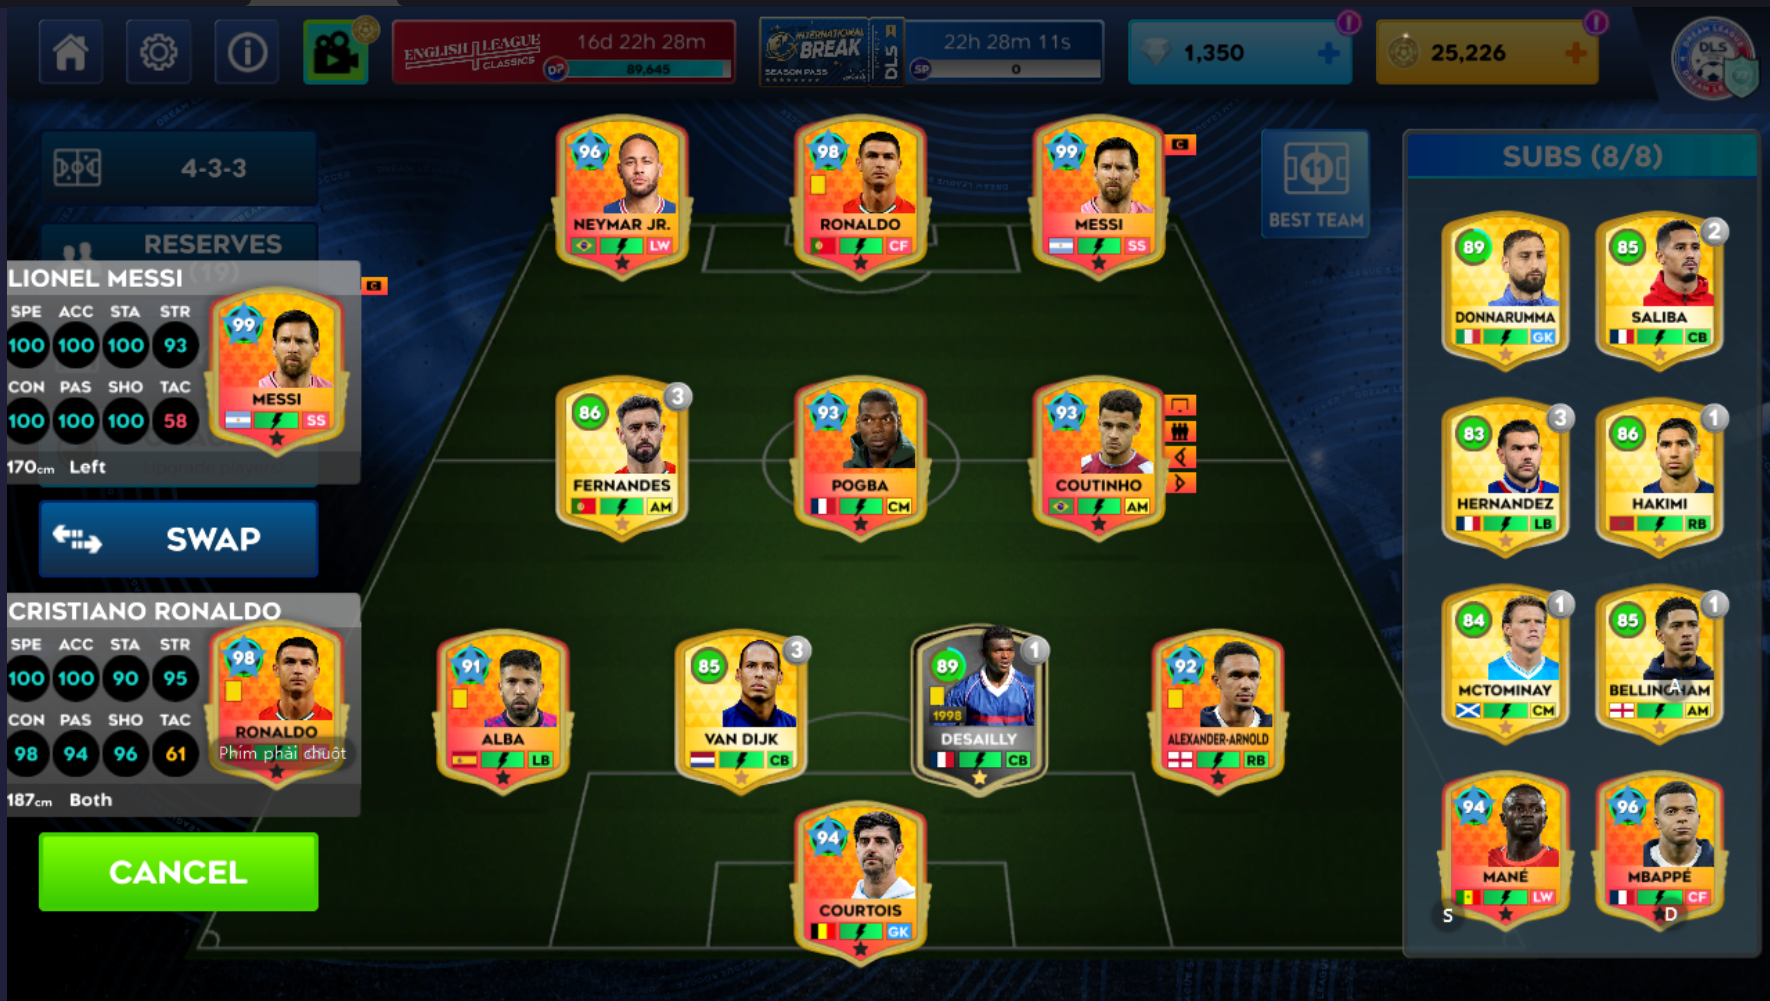 ENGLISH LEAGUE
CLASSICS
16d 22h 28m
DP
89,645
INTERNATIONAL
BREAK
SEASON PASS
DLS
22h 28m 11s
SP
0
1,350
25,226
DLS
4-3-3
RESERVES
(19)
LIONEL MESSI
SPE ACC STA STR
100 100 100 93
CON PAS SHO TAC
100 100 100 58
170cm Left
99
MESSI
SS
C
SWAP
CRISTIANO RONALDO
SPE ACC STA STR
100 100 90 95
CON PAS SHO TAC
98 94 96 61
187cm Both
98
RONALDO
Phím phải chuột
CANCEL
96
NEYMAR JR.
LW
98
RONALDO
CF
99
MESSI
SS
C
BEST TEAM
11
86
3
FERNANDES
AM
93
POGBA
CM
93
COUTINHO
AM
91
ALBA
LB
85
3
VAN DIJK
CB
89
1
1998
DESAILLY
CB
92
ALEXANDER-ARNOLD
RB
94
COURTOIS
GK
SUBS (8/8)
89
DONNARUMMA
GK
85
2
SALIBA
CB
83
3
HERNANDEZ
LB
86
1
HAKIMI
RB
84
1
MCTOMINAY
CM
85
1
BELLINGHAM
A
AM
94
MANÉ
LW
S
96
MBAPPÉ
CF
D